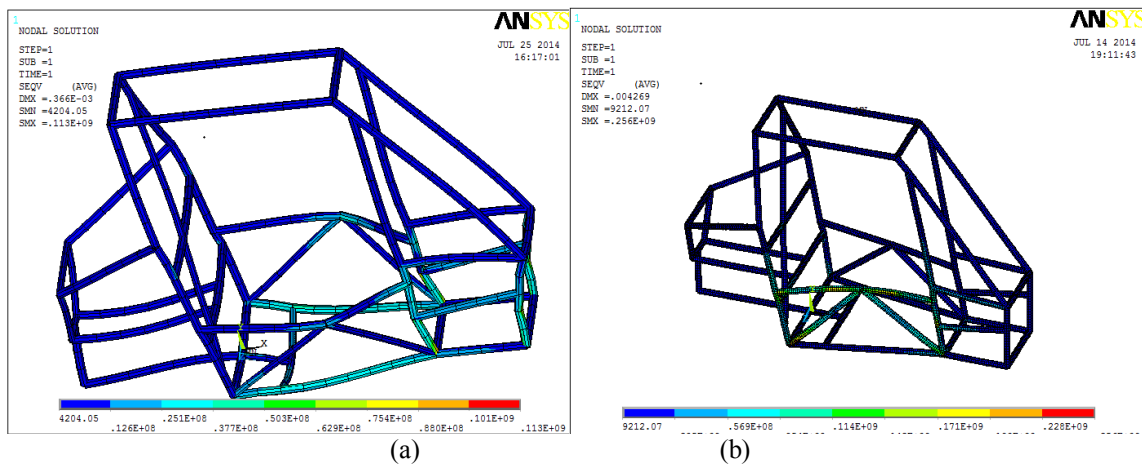 1
NODAL SOLUTION
STEP=1
SUB =1
TIME=1
SEQV (AVG)
DMX =.366E-03
SMN =4204.05
SMX =.113E+09
ANSYS
JUL 25 2014
16:17:01
X
4204.05 .251E+08 .503E+08 .754E+08 .101E+09
.126E+08 .377E+08 .629E+08 .880E+08 .113E+09
(a)
1
NODAL SOLUTION
STEP=1
SUB =1
TIME=1
SEQV (AVG)
DMX =.004269
SMN =9212.07
SMX =.256E+09
ANSYS
JUL 14 2014
19:11:43
9212.07 .569E+08 .114E+09 .171E+09 .228E+09
(b)